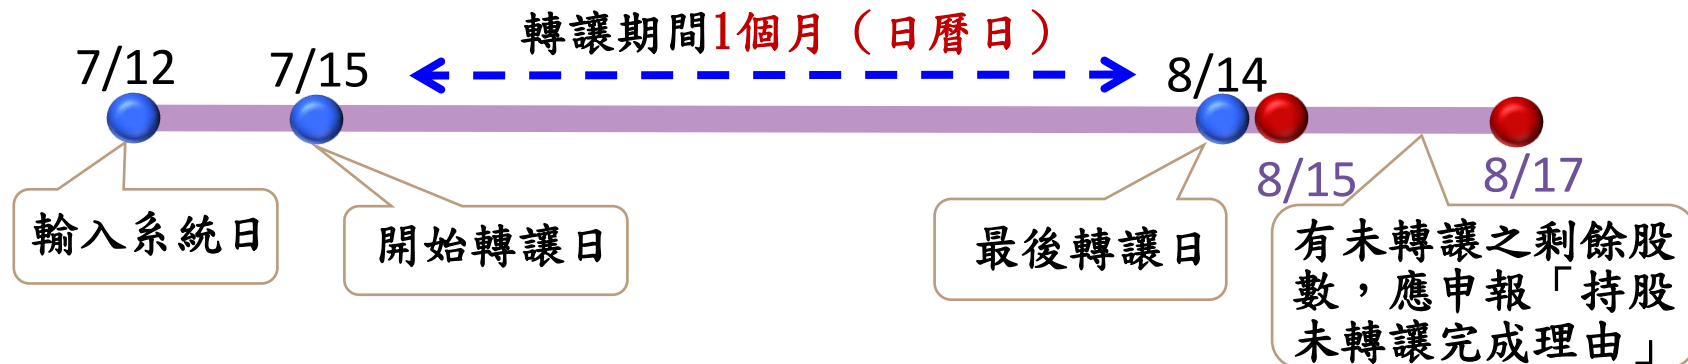 轉讓期間1個月（日曆日）
7/12
7/15
8/14
8/15
8/17
輸入系統日
開始轉讓日
最後轉讓日
有未轉讓之剩餘股
數，應申報「持股
未轉讓完成理由」